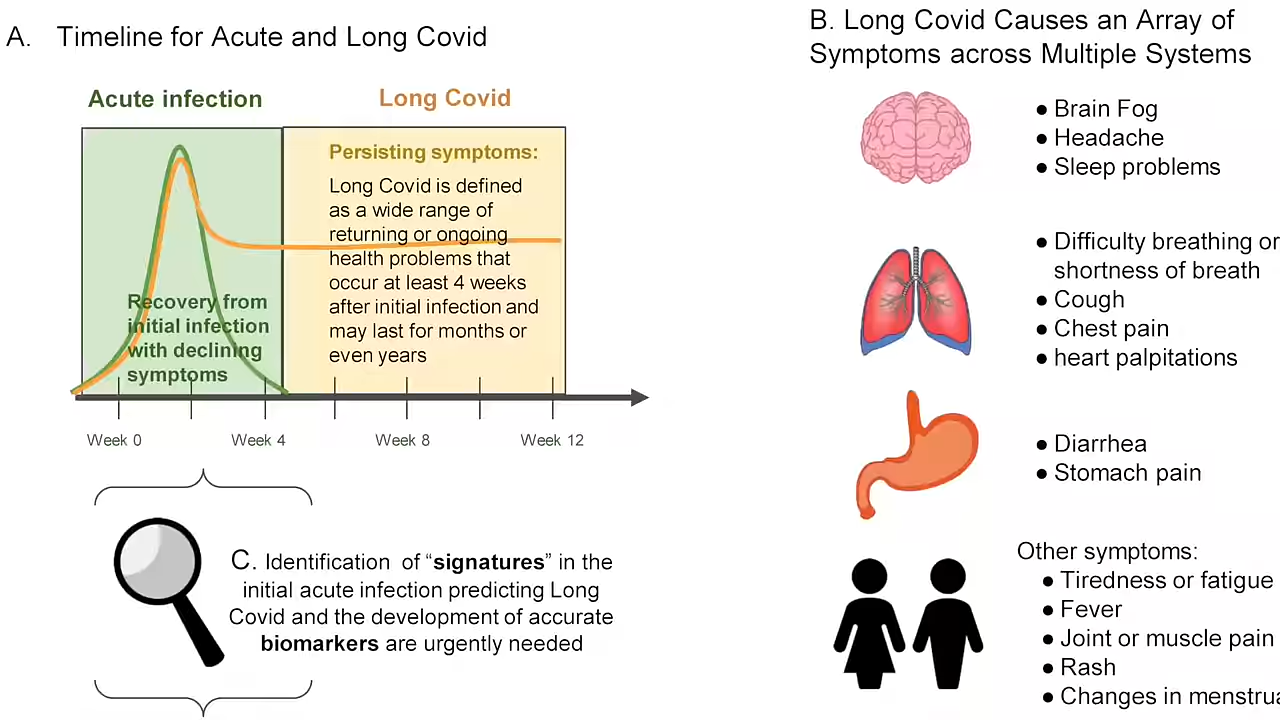 A. Timeline for Acute and Long Covid
Acute infection
Long Covid
Persisting symptoms:
Long Covid is defined
as a wide range of
returning or ongoing
health problems that
occur at least 4 weeks
after initial infection and
may last for months or
even years
Recovery from
initial infection
with declining
symptoms
Week 0
Week 4
Week 8
Week 12
C. Identification of “signatures” in the
initial acute infection predicting Long
Covid and the development of accurate
biomarkers are urgently needed
B. Long Covid Causes an Array of
Symptoms across Multiple Systems
● Brain Fog
● Headache
● Sleep problems
● Difficulty breathing or
shortness of breath
● Cough
● Chest pain
● heart palpitations
● Diarrhea
● Stomach pain
Other symptoms:
● Tiredness or fatigue
● Fever
● Joint or muscle pain
● Rash
● Changes in